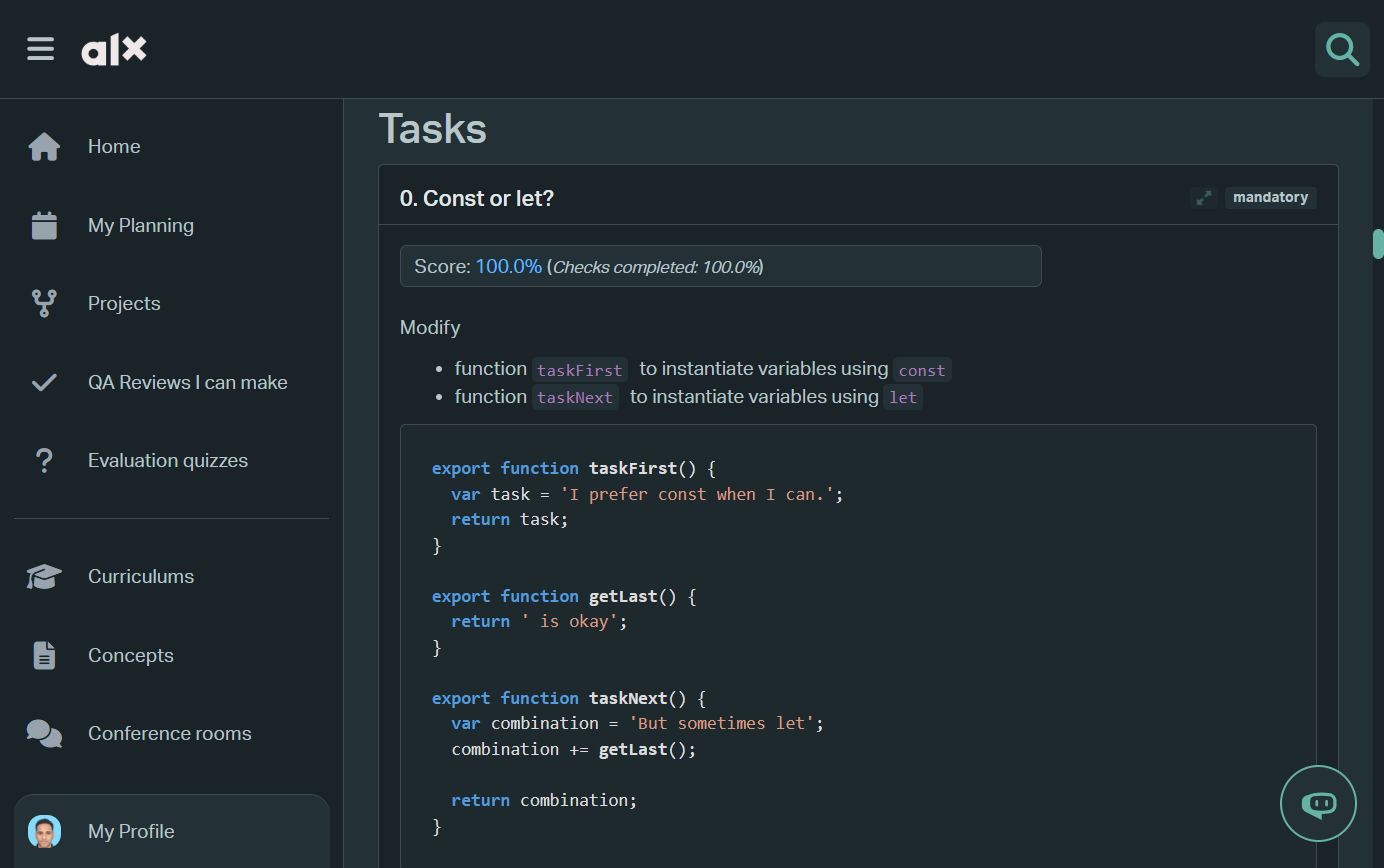 alx
Home
My Planning
Projects
QA Reviews I can make
Evaluation quizzes
Curriculums
Concepts
Conference rooms
My Profile
Tasks
0. Const or let?
mandatory
Score: 100.0% (Checks completed: 100.0%)
Modify
• function taskFirst to instantiate variables using const
• function taskNext to instantiate variables using let
export function taskFirst() {
  var task = 'I prefer const when I can.';
  return task;
}

export function getLast() {
  return ' is okay';
}

export function taskNext() {
  var combination = 'But sometimes let';
  combination += getLast();

  return combination;
}